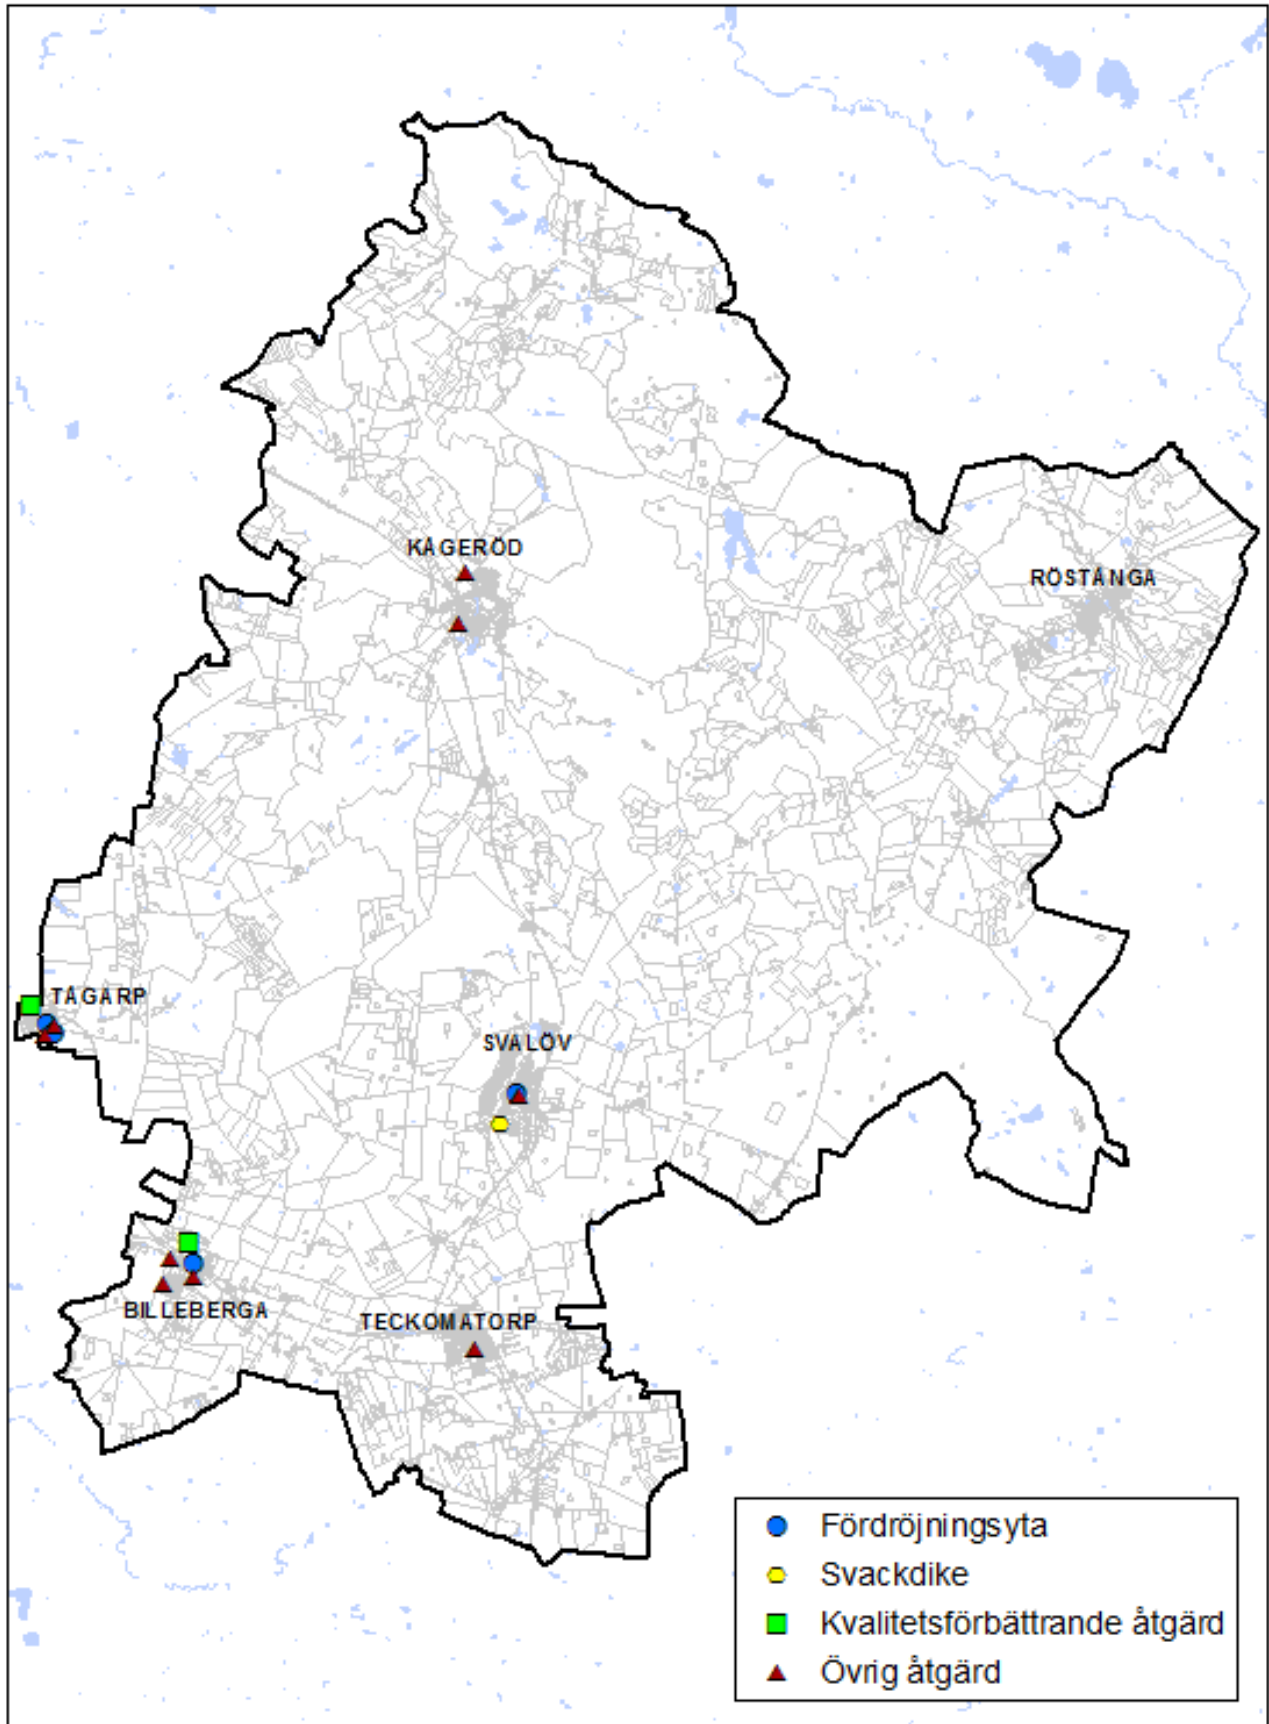 KÅGERÖD
RÖSTÅNGA
TÅGARP
SVALÖV
BILLEBERGA
TECKOMATORP
Fördröjningsyta
Svackdike
Kvalitetsförbättrande åtgärd
Övrig åtgärd